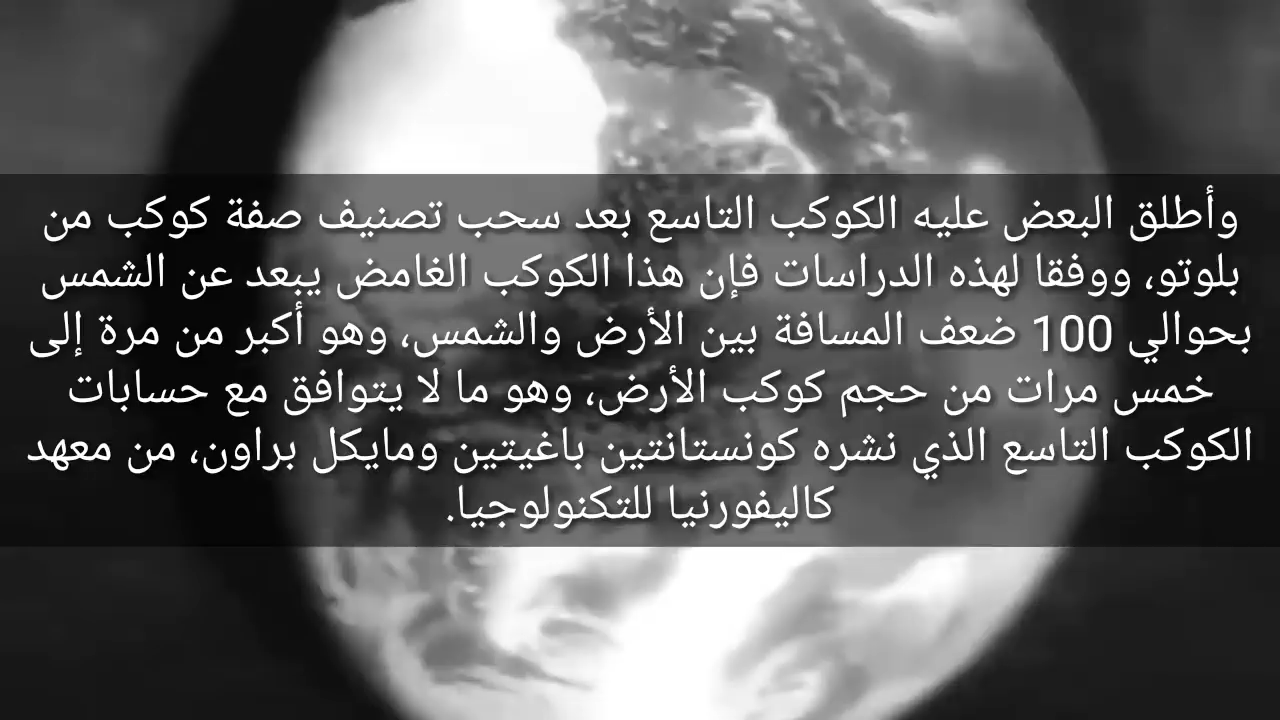 وأطلق البعض عليه الكوكب التاسع بعد سحب تصنيف صفة كوكب من
بلوتو، ووفقا لهذه الدراسات فإن هذا الكوكب الغامض يبعد عن الشمس
بحوالي 100 ضعف المسافة بين الأرض والشمس، وهو أكبر من مرة إلى
خمس مرات من حجم كوكب الأرض، وهو ما لا يتوافق مع حسابات
الكوكب التاسع الذي نشره كونستانتين باغيتين ومايكل براون، من معهد
كاليفورنيا للتكنولوجيا.